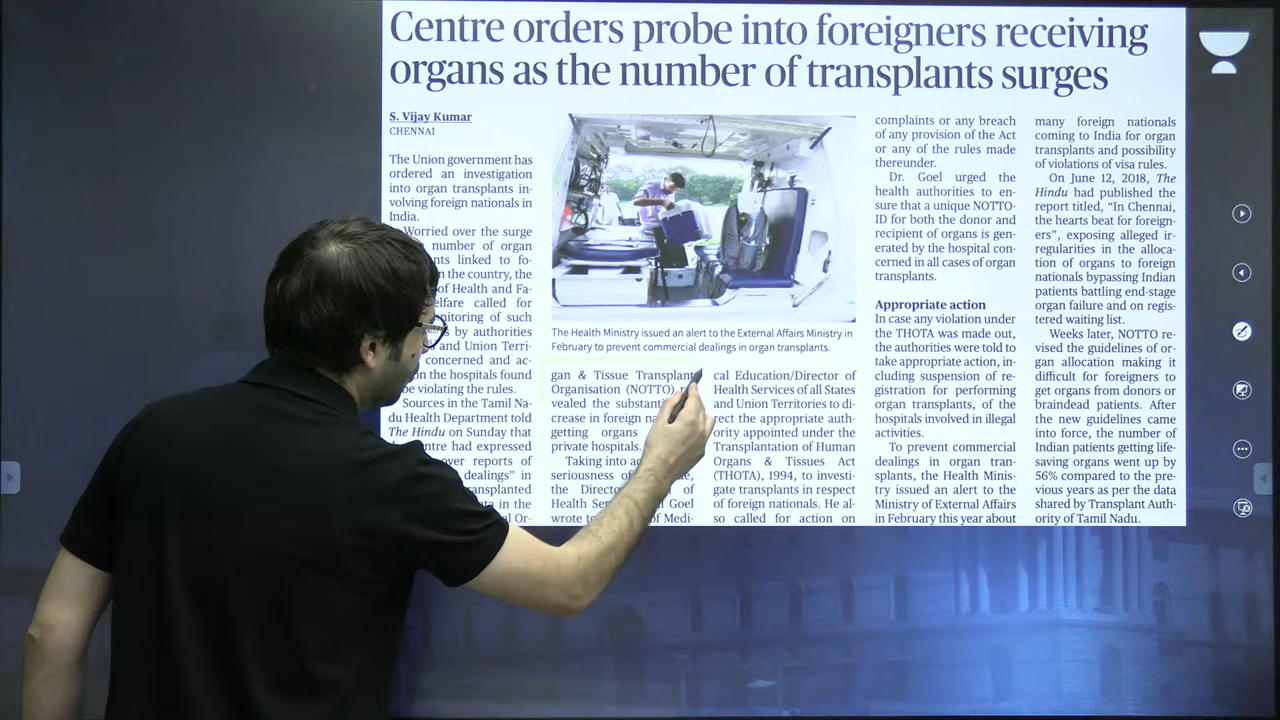 Centre orders probe into foreigners receiving
organs as the number of transplants surges
S. Vijay Kumar
CHENNAI
The Union government has
ordered an investigation
into organ transplants in-
volving foreign nationals in
India.
Worried over the surge
number of organ
nts linked to fo-
n the country, the
of Health and Fa-
elfare called for
nitoring of such
s by authorities
and Union Terri-
concerned and ac-
on the hospitals found
be violating the rules.
Sources in the Tamil Na-
du Health Department told
The Hindu on Sunday that
ntre had expressed
over reports of
dealings" in
ransplanted
in the
al Or-
The Health Ministry issued an alert to the External Affairs Ministry in
February to prevent commercial dealings in organ transplants.
gan & Tissue Transplant
Organisation (NOTTO) r
vealed the substanti
crease in foreign na
getting organs
private hospitals.
Taking into ac
seriousness of
the Direct of
Health Ser Goel
wrote to of Medi-
cal Education/Director of
Health Services of all States
and Union Territories to di-
rect the appropriate auth-
ority appointed under the
Transplantation of Human
Organs & Tissues Act
(THOTA), 1994, to investi-
gate transplants in respect
of foreign nationals. He al-
so called for action on
complaints or any breach
of any provision of the Act
or any of the rules made
thereunder.
Dr. Goel urged the
health authorities to en-
sure that a unique NOTTO-
ID for both the donor and
recipient of organs is gen-
erated by the hospital con-
cerned in all cases of organ
transplants.
Appropriate action
In case any violation under
the THOTA was made out,
the authorities were told to
take appropriate action, in-
cluding suspension of re-
gistration for performing
organ transplants, of the
hospitals involved in illegal
activities.
To prevent commercial
dealings in organ tran-
splants, the Health Minis-
try issued an alert to the
Ministry of External Affairs
in February this year about
many foreign nationals
coming to India for organ
transplants and possibility
of violations of visa rules.
On June 12, 2018, The
Hindu had published the
report titled, "In Chennai,
the hearts beat for foreign-
ers", exposing alleged ir-
regularities in the alloca-
tion of organs to foreign
nationals bypassing Indian
patients battling end-stage
organ failure and on regis-
tered waiting list.
Weeks later, NOTTO re-
vised the guidelines of or-
gan allocation making it
difficult for foreigners to
get organs from donors or
braindead patients. After
the new guidelines came
into force, the number of
Indian patients getting life-
saving organs went up by
56% compared to the pre-
vious years as per the data
shared by Transplant Auth-
ority of Tamil Nadu.